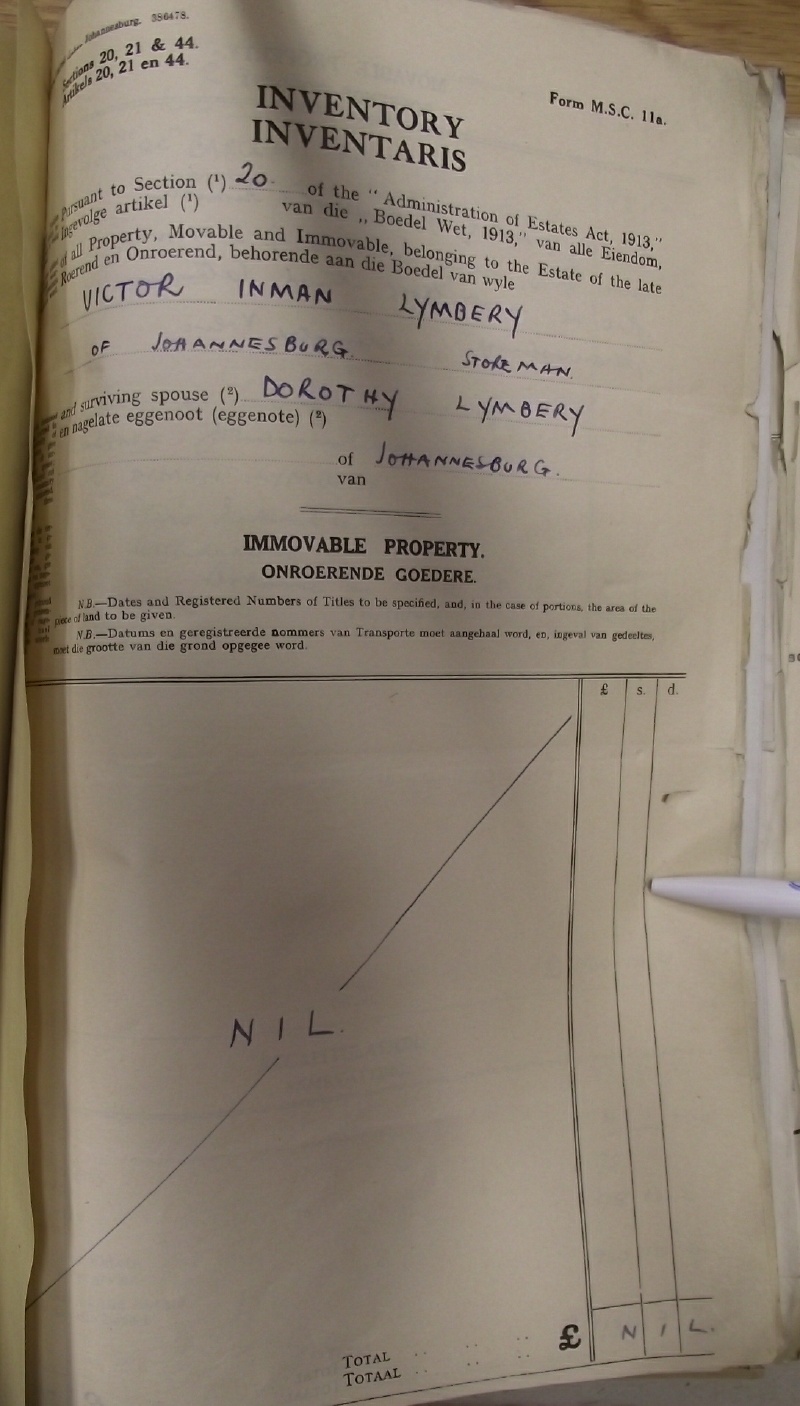 Johannesburg. 386478.
Sections 20, 21 & 44.
Artikels 20, 21 en 44.
Form M.S.C. 11a.
INVENTORY
INVENTARIS
Pursuant to Section (1) 20 of the "Administration of Estates Act, 1913,"
Ingevolge artikel (1) van die „Boedel Wet, 1913," van alle Eiendom,
of all Property, Movable and Immovable, belonging to the Estate of the late
Roerend en Onroerend, behorende aan die Boedel van wyle
VICTOR INMAN LYMBERY
OF JOHANNESBURG STOREMAN.
and surviving spouse (2) DOROTHY LYMBERY
en nagelate eggenoot (eggenote) (2)
of JOHANNESBURG.
van
IMMOVABLE PROPERTY.
ONROERENDE GOEDERE.
N.B.—Dates and Registered Numbers of Titles to be specified, and, in the case of portions, the area of the
piece of land to be given.
N.B.—Datums en geregistreerde nommers van Transporte moet aangehaal word, en, ingeval van gedeeltes,
moet die grootte van die grond opgegee word.
£ s. d.
NIL.
TOTAL £ NIL.
TOTAAL